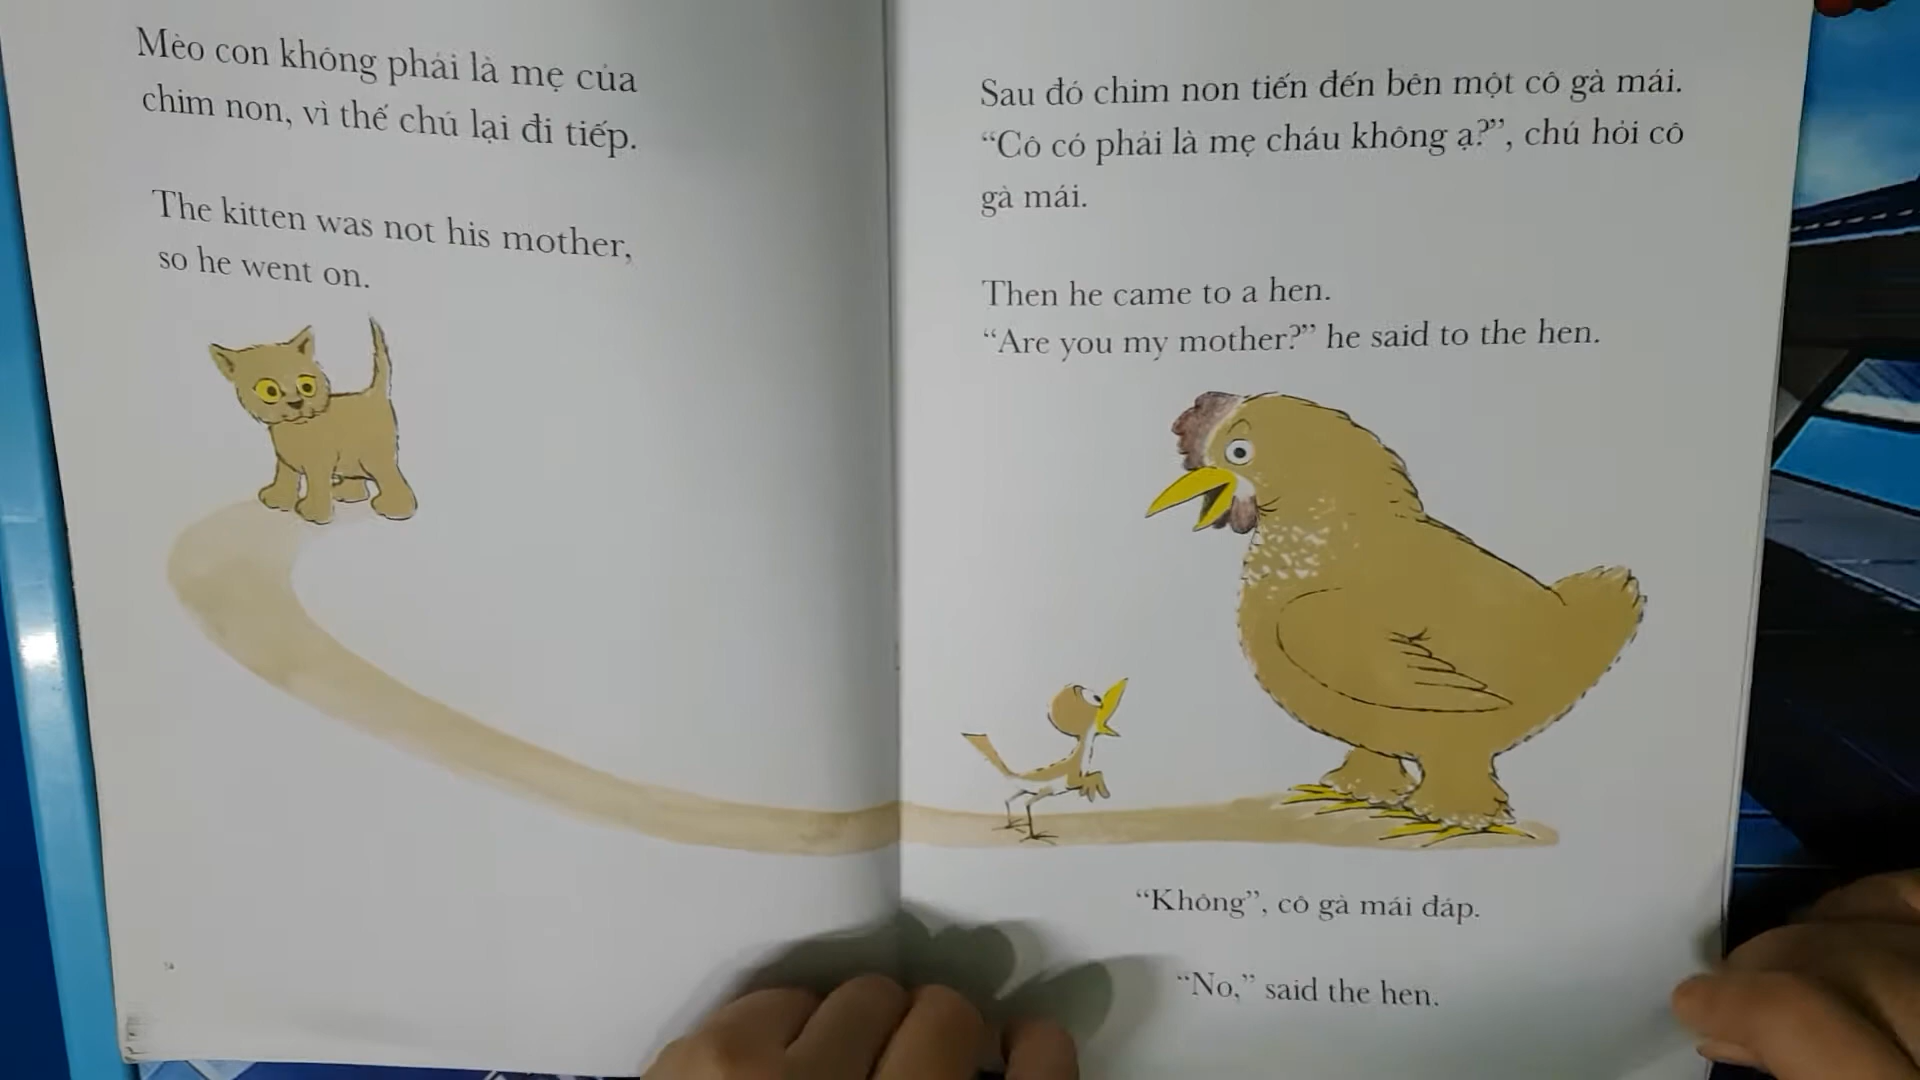 Mèo con không phải là mẹ của
chim non, vì thế chú lại đi tiếp.
The kitten was not his mother,
so he went on.
Sau đó chim non tiến đến bên một cô gà mái.
“Cô có phải là mẹ cháu không ạ?”, chú hỏi cô
gà mái.
Then he came to a hen.
“Are you my mother?” he said to the hen.
“Không”, cô gà mái đáp.
“No,” said the hen.